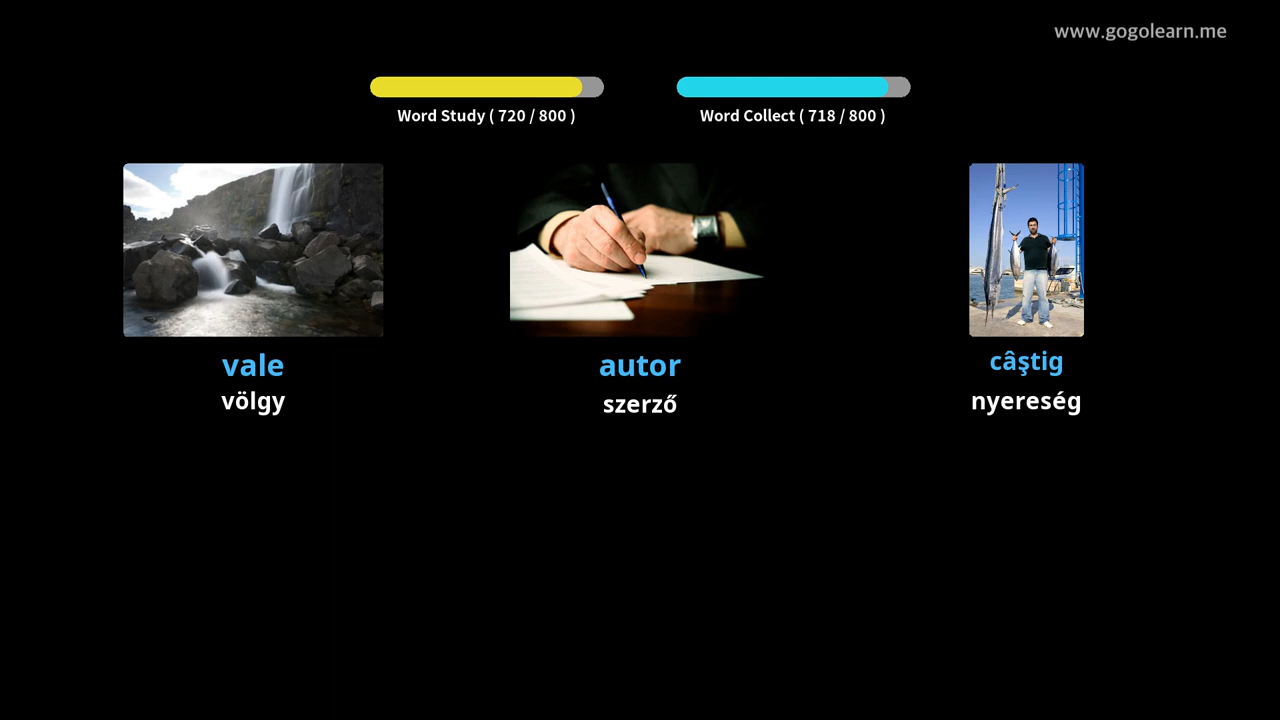 www.gogolearn.me
Word Study ( 720 / 800 )
Word Collect ( 718 / 800 )
vale
völgy
autor
szerző
câştig
nyereség